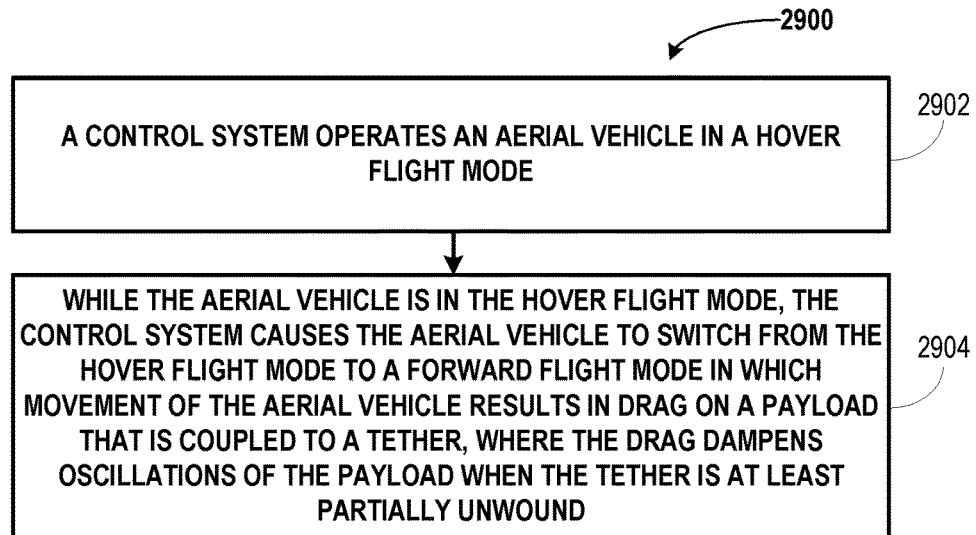 2900
A CONTROL SYSTEM OPERATES AN AERIAL VEHICLE IN A HOVER
FLIGHT MODE
2902
WHILE THE AERIAL VEHICLE IS IN THE HOVER FLIGHT MODE, THE
CONTROL SYSTEM CAUSES THE AERIAL VEHICLE TO SWITCH FROM THE
HOVER FLIGHT MODE TO A FORWARD FLIGHT MODE IN WHICH
MOVEMENT OF THE AERIAL VEHICLE RESULTS IN DRAG ON A PAYLOAD
THAT IS COUPLED TO A TETHER, WHERE THE DRAG DAMPENS
OSCILLATIONS OF THE PAYLOAD WHEN THE TETHER IS AT LEAST
PARTIALLY UNWOUND
2904